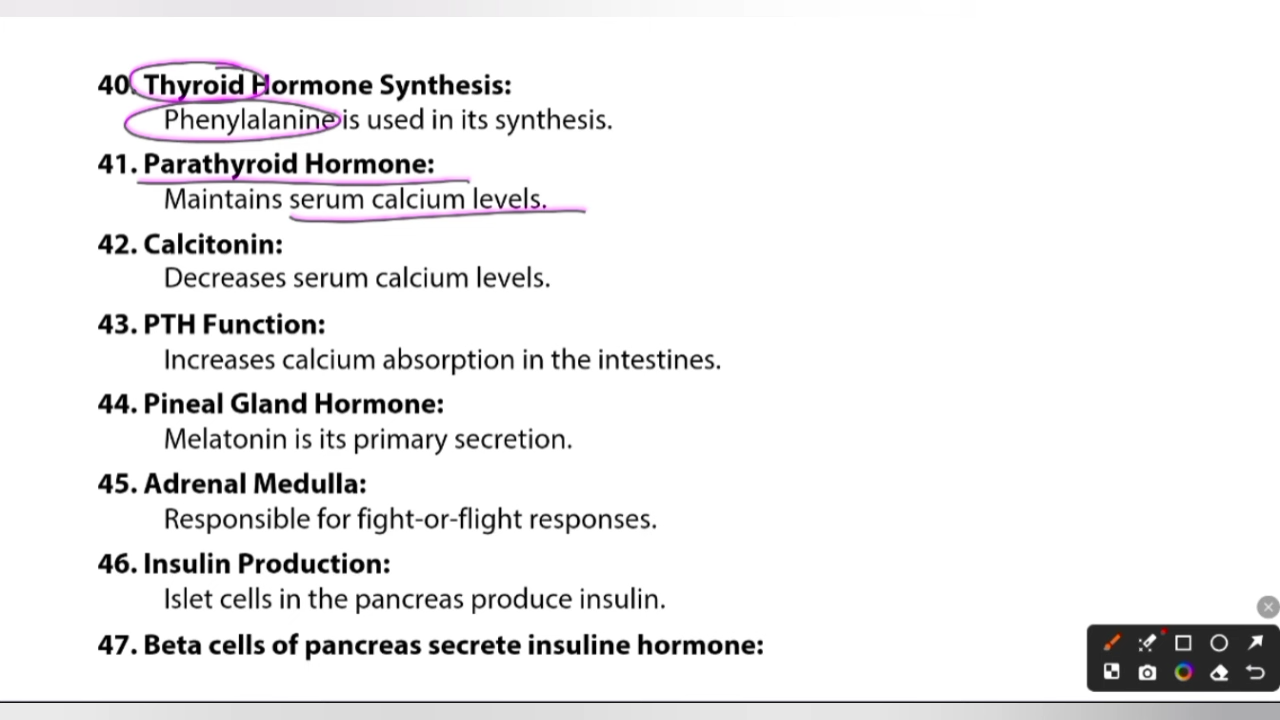 40. Thyroid Hormone Synthesis:
Phenylalanine is used in its synthesis.
41. Parathyroid Hormone:
Maintains serum calcium levels.
42. Calcitonin:
Decreases serum calcium levels.
43. PTH Function:
Increases calcium absorption in the intestines.
44. Pineal Gland Hormone:
Melatonin is its primary secretion.
45. Adrenal Medulla:
Responsible for fight-or-flight responses.
46. Insulin Production:
Islet cells in the pancreas produce insulin.
47. Beta cells of pancreas secrete insuline hormone: